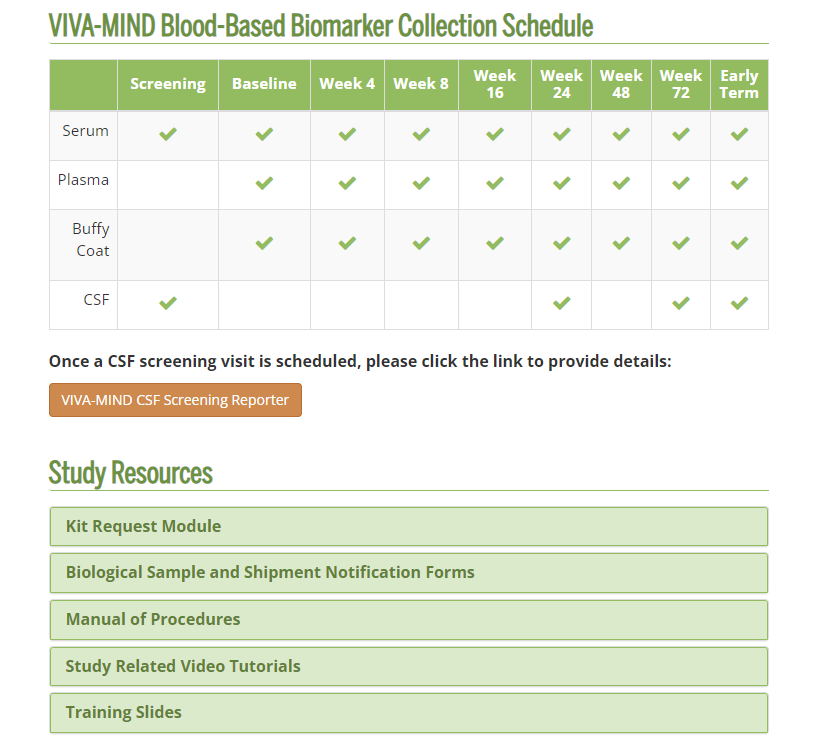 VIVA-MIND Blood-Based Biomarker Collection Schedule
Screening Baseline Week 4 Week 8 Week 16 Week 24 Week 48 Week 72 Early Term
Serum ✔ ✔ ✔ ✔ ✔ ✔ ✔ ✔ ✔
Plasma ✔ ✔ ✔ ✔ ✔ ✔ ✔ ✔
Buffy Coat ✔ ✔ ✔ ✔ ✔ ✔ ✔ ✔
CSF ✔ ✔ ✔ ✔
Once a CSF screening visit is scheduled, please click the link to provide details:
VIVA-MIND CSF Screening Reporter
Study Resources
Kit Request Module
Biological Sample and Shipment Notification Forms
Manual of Procedures
Study Related Video Tutorials
Training Slides